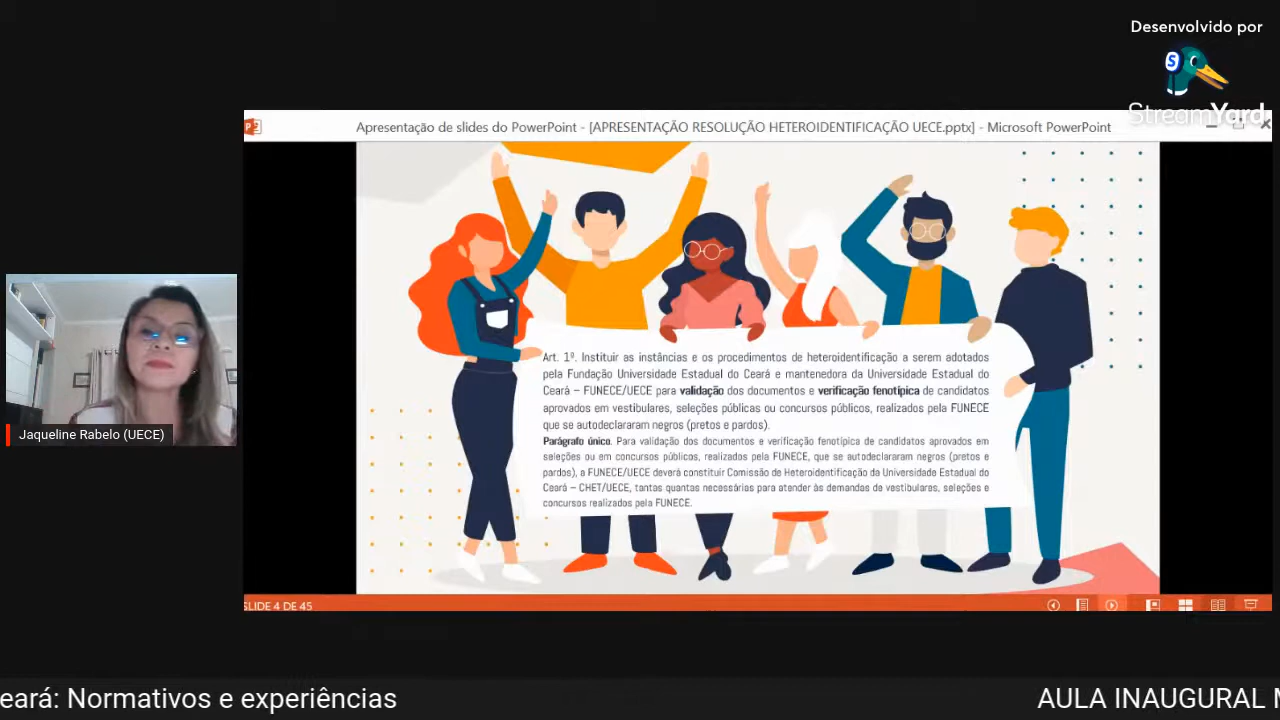 Desenvolvido por
S
StreamYard
Apresentação de slides do PowerPoint - [APRESENTAÇÃO RESOLUÇÃO HETEROIDENTIFICAÇÃO UECE.pptx] - Microsoft PowerPoint
Art. 1º. Instituir as instâncias e os procedimentos de heteroidentificação a serem adotados
pela Fundação Universidade Estadual do Ceará e mantenedora da Universidade Estadual do
Ceará – FUNECE/UECE para validação dos documentos e verificação fenotípica de candidatos
aprovados em vestibulares, seleções públicas ou concursos públicos, realizados pela FUNECE
que se autodeclararam negros (pretos e pardos).
Parágrafo único. Para validação dos documentos e verificação fenotípica de candidatos aprovados em
seleções ou em concursos públicos, realizados pela FUNECE, que se autodeclararam negros (pretos e
pardos), a FUNECE/UECE deverá constituir Comissão de Heteroidentificação da Universidade Estadual do
Ceará – CHET/UECE, tantas quantas necessárias para atender às demandas de vestibulares, seleções e
concursos realizados pela FUNECE.
Jaqueline Rabelo (UECE)
SLIDE 4 DE 45
eará: Normativos e experiências
AULA INAUGURAL